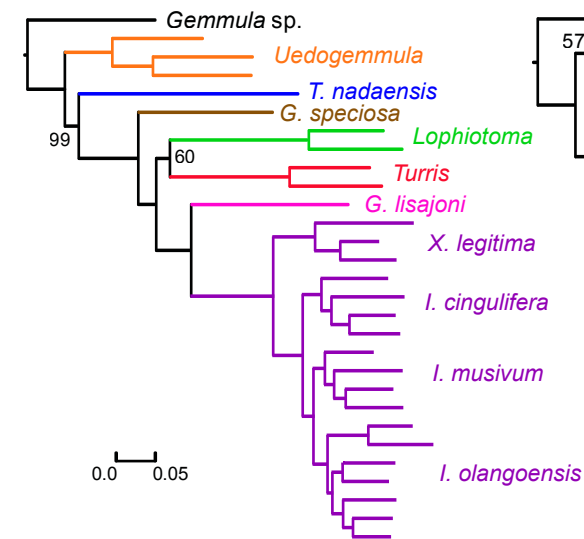 Gemmula sp.
57
Uedogemmula
T. nadaensis
G. speciosa
99
Lophiotoma
60
Turris
G. lisajoni
X. legitima
I. cingulifera
I. musivum
I. olangoensis
0.0 0.05